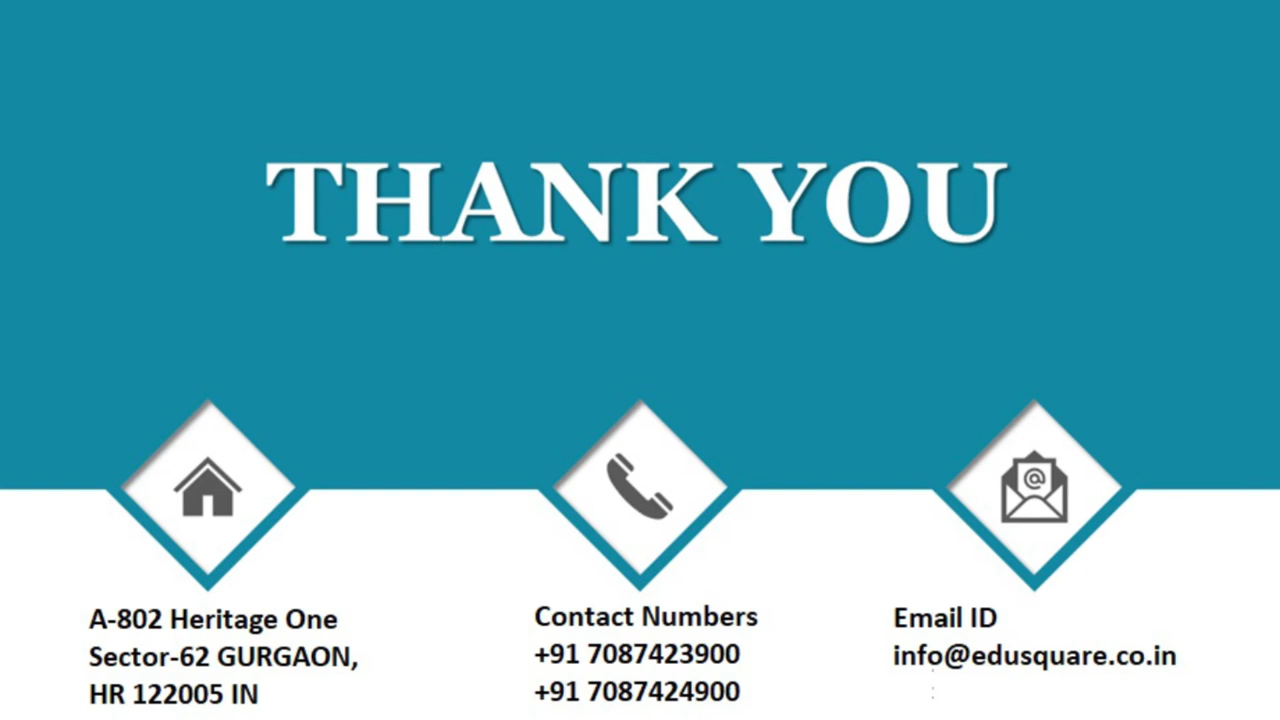 THANK YOU
A-802 Heritage One
Sector-62 GURGAON,
HR 122005 IN
Contact Numbers
+91 7087423900
+91 7087424900
Email ID
info@edusquare.co.in